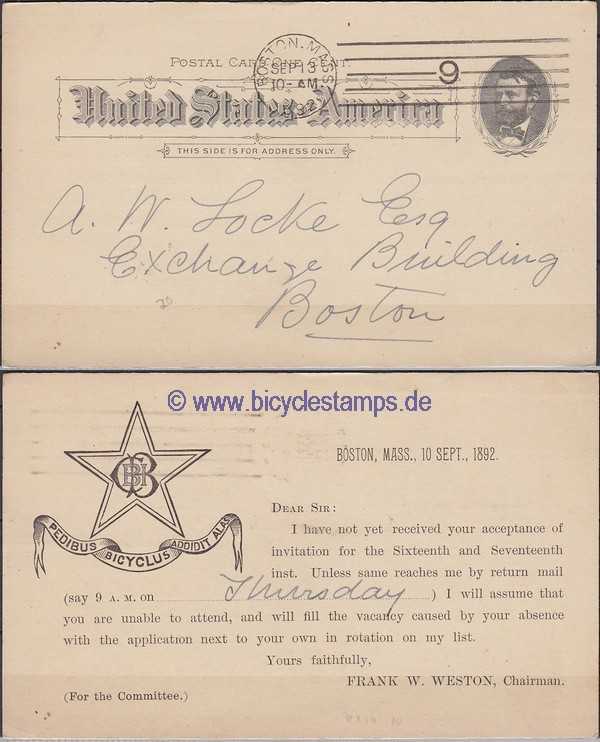 POSTAL CARD ONE CENT.
United States America
THIS SIDE IS FOR ADDRESS ONLY.
BOSTON, MASS.
SEP 13
10 - AM
92
9
A. W. Locke Esq
Exchange Building
Boston
20
© www.bicyclestamps.de
BBC
PEDIBUS BICYCLUS ADDIDIT ALAS
BOSTON, MASS., 10 SEPT., 1892.
DEAR SIR:
I have not yet received your acceptance of
invitation for the Sixteenth and Seventeenth
inst. Unless same reaches me by return mail
(say 9 A. M. on Thursday ) I will assume that
you are unable to attend, and will fill the vacancy caused by your absence
with the application next to your own in rotation on my list.
Yours faithfully,
FRANK W. WESTON, Chairman.
(For the Committee.)